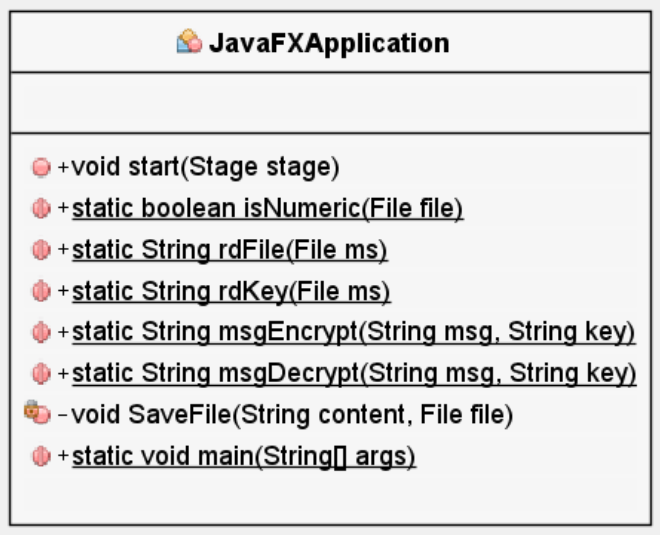 JavaFXApplication
+void start(Stage stage)
+static boolean isNumeric(File file)
+static String rdFile(File ms)
+static String rdKey(File ms)
+static String msgEncrypt(String msg, String key)
+static String msgDecrypt(String msg, String key)
-void SaveFile(String content, File file)
+static void main(String[] args)